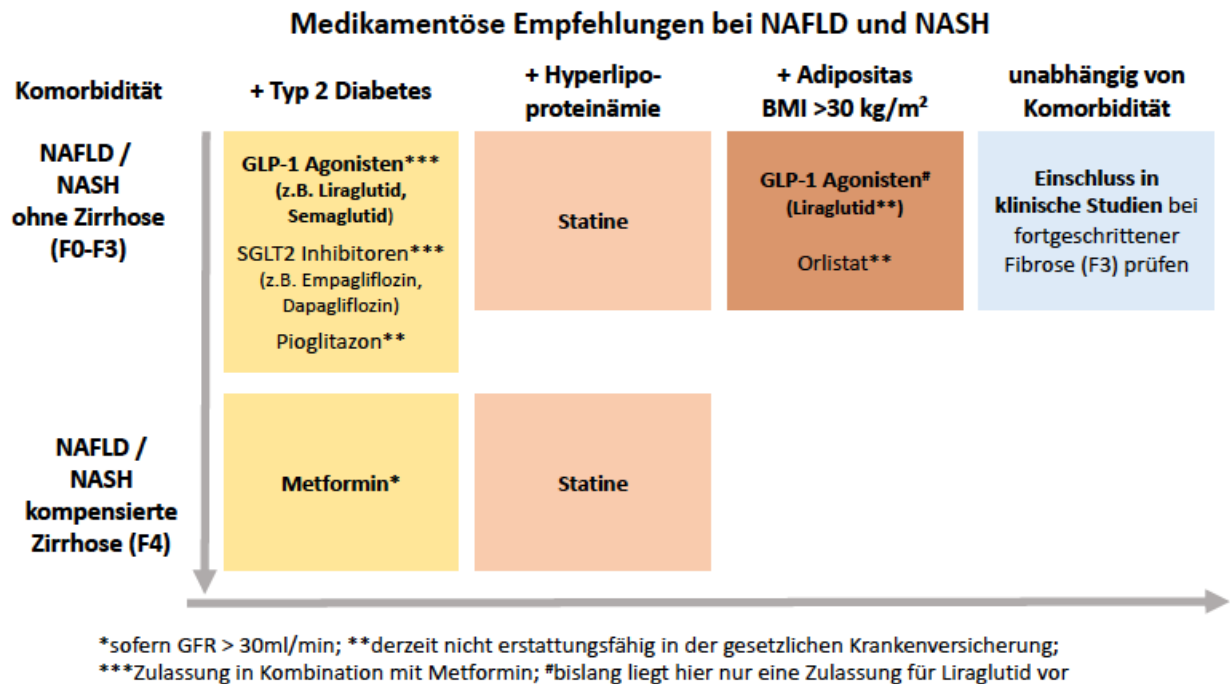 Medikamentöse Empfehlungen bei NAFLD und NASH
Komorbidität
+ Typ 2 Diabetes
+ Hyperlipo-
proteinämie
+ Adipositas
BMI >30 kg/m²
unabhängig von
Komorbidität
NAFLD /
NASH
ohne Zirrhose
(F0-F3)
GLP-1 Agonisten***
(z.B. Liraglutid,
Semaglutid)
SGLT2 Inhibitoren***
(z.B. Empagliflozin,
Dapagliflozin)
Pioglitazon**
Statine
GLP-1 Agonisten#
(Liraglutid**)
Orlistat**
Einschluss in
klinische Studien bei
fortgeschrittener
Fibrose (F3) prüfen
NAFLD /
NASH
kompensierte
Zirrhose (F4)
Metformin*
Statine
*sofern GFR > 30ml/min; **derzeit nicht erstattungsfähig in der gesetzlichen Krankenversicherung;
***Zulassung in Kombination mit Metformin; #bislang liegt hier nur eine Zulassung für Liraglutid vor